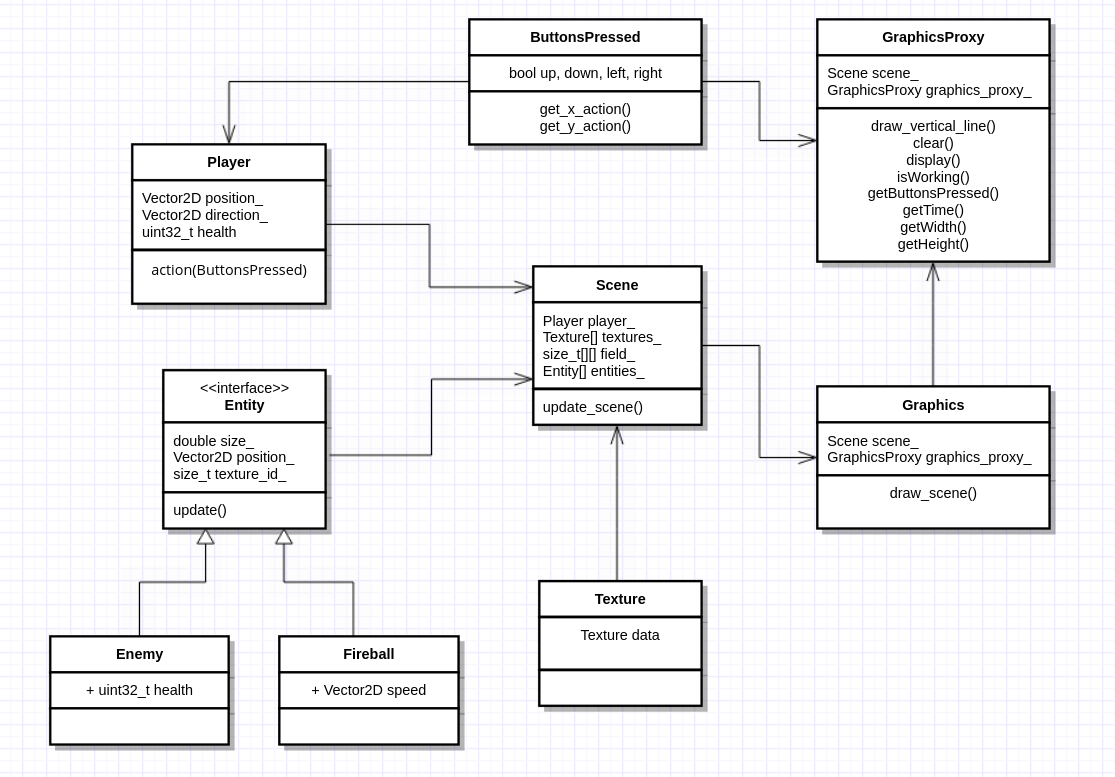 ButtonsPressed
bool up, down, left, right
get_x_action()
get_y_action()
GraphicsProxy
Scene scene_
GraphicsProxy graphics_proxy_
draw_vertical_line()
clear()
display()
isWorking()
getButtonsPressed()
getTime()
getWidth()
getHeight()
Player
Vector2D position_
Vector2D direction_
uint32_t health
action(ButtonsPressed)
Scene
Player player_
Texture[] textures_
size_t[][] field_
Entity[] entities_
update_scene()
<<interface>>
Entity
double size_
Vector2D position_
size_t texture_id_
update()
Graphics
Scene scene_
GraphicsProxy graphics_proxy_
draw_scene()
Texture
Texture data
Enemy
+ uint32_t health
Fireball
+ Vector2D speed